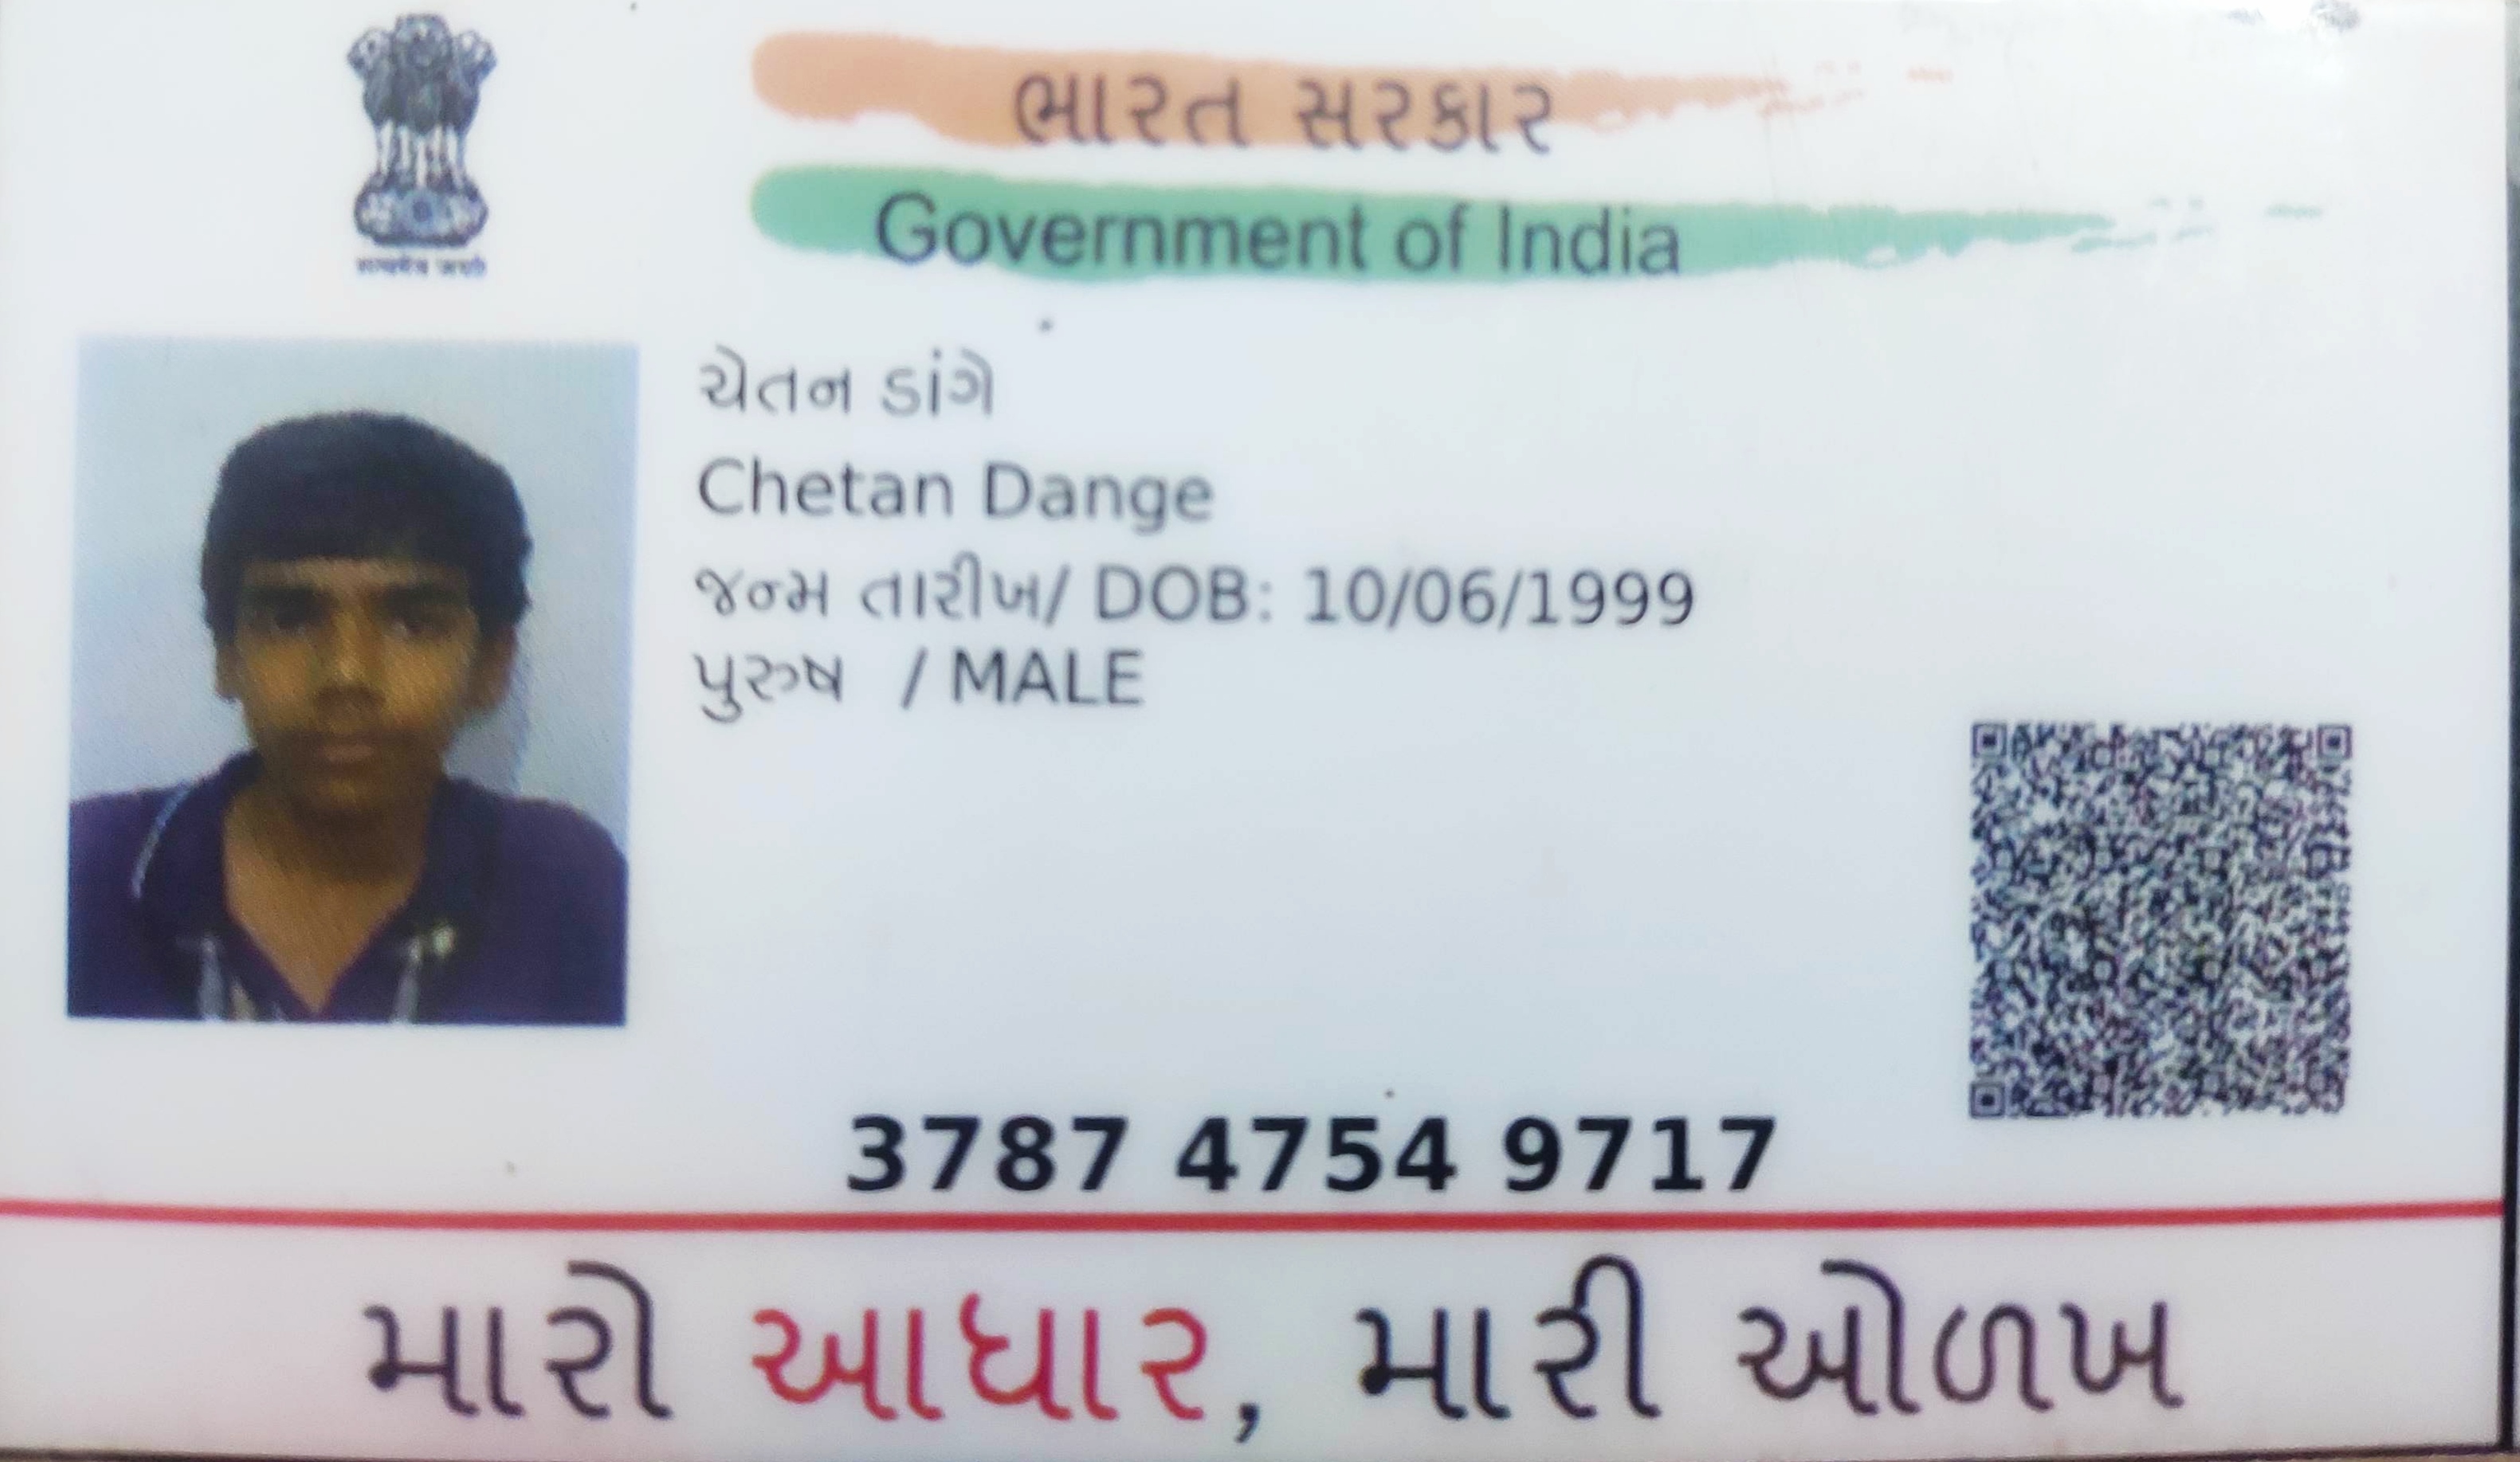 सत्यमेव जयते
ભારત સરકાર
Government of India
ચેતન ડાંગે
Chetan Dange
જન્મ તારીખ/ DOB: 10/06/1999
પુરુષ / MALE
3787 4754 9717
મારો આધાર, મારી ઓળખ